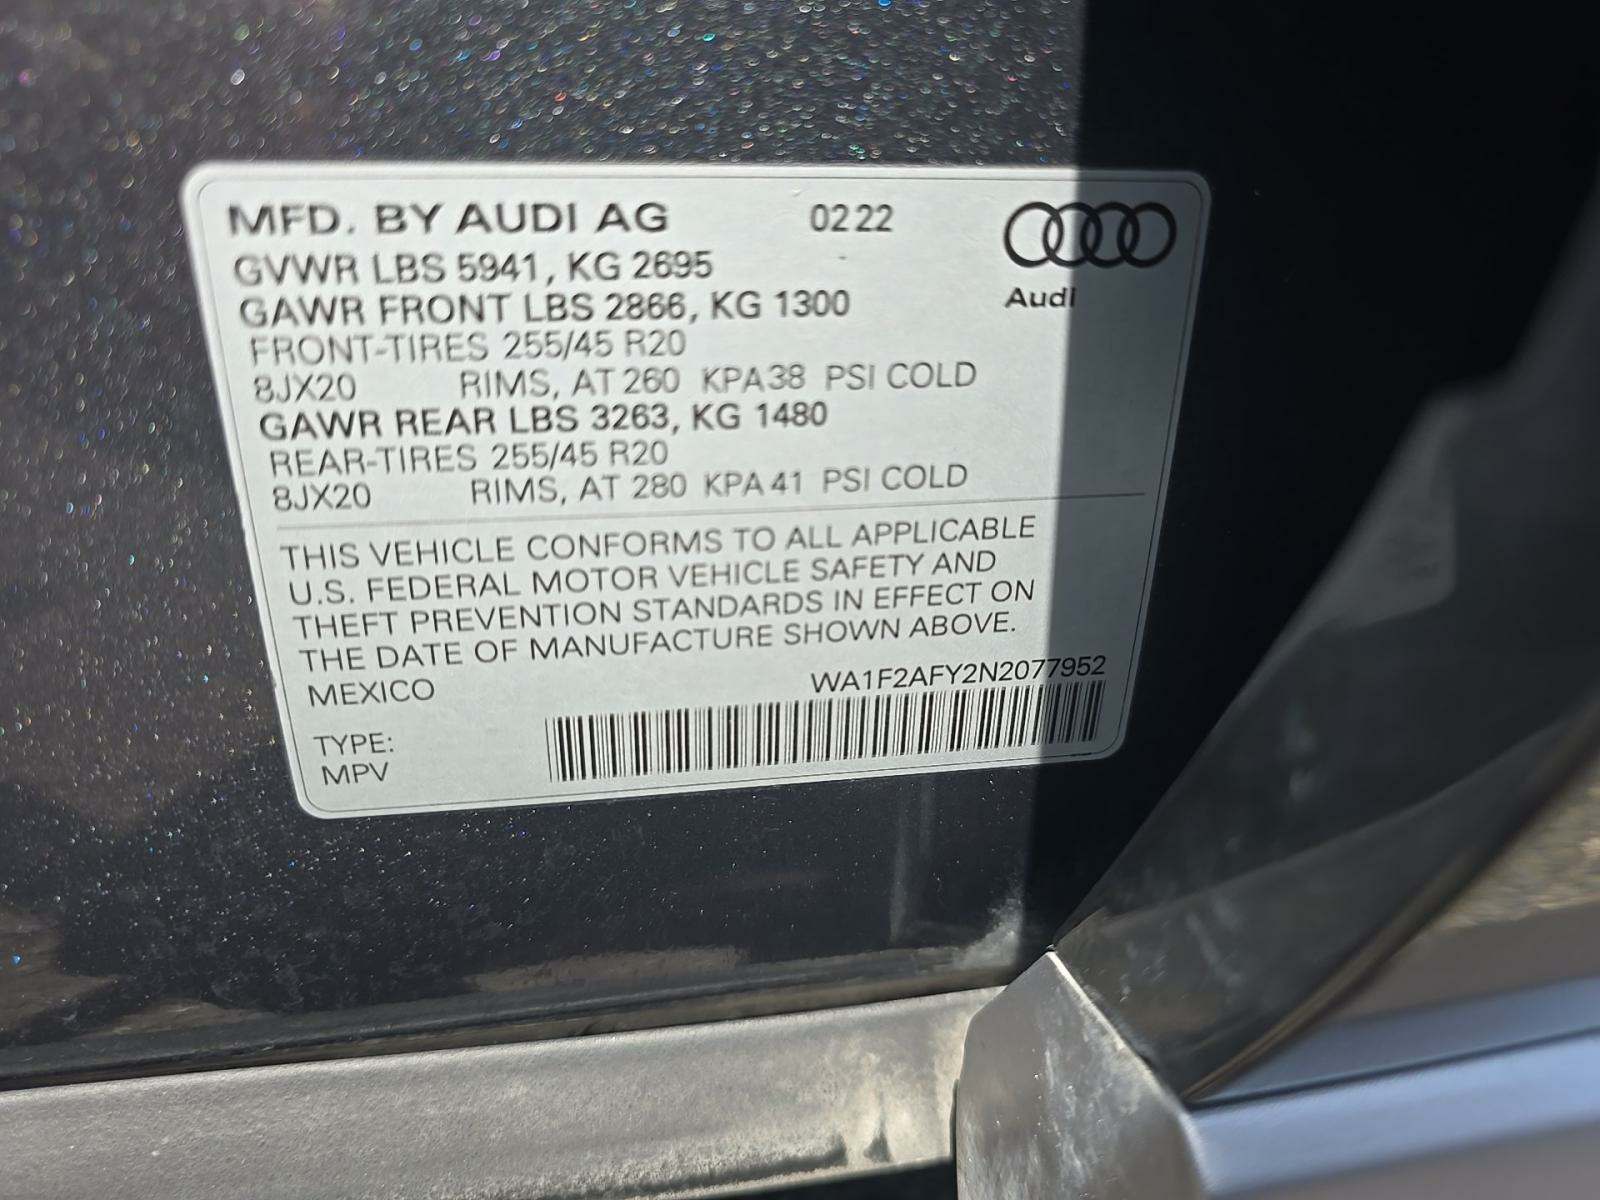 MFD. BY AUDI AG 0222
GVWR LBS 5941, KG 2695
GAWR FRONT LBS 2866, KG 1300
Audi
FRONT-TIRES 255/45 R20
8JX20 RIMS, AT 260 KPA 38 PSI COLD
GAWR REAR LBS 3263, KG 1480
REAR-TIRES 255/45 R20
8JX20 RIMS, AT 280 KPA 41 PSI COLD
THIS VEHICLE CONFORMS TO ALL APPLICABLE
U.S. FEDERAL MOTOR VEHICLE SAFETY AND
THEFT PREVENTION STANDARDS IN EFFECT ON
THE DATE OF MANUFACTURE SHOWN ABOVE.
MEXICO WA1F2AFY2N2077952
TYPE:
MPV